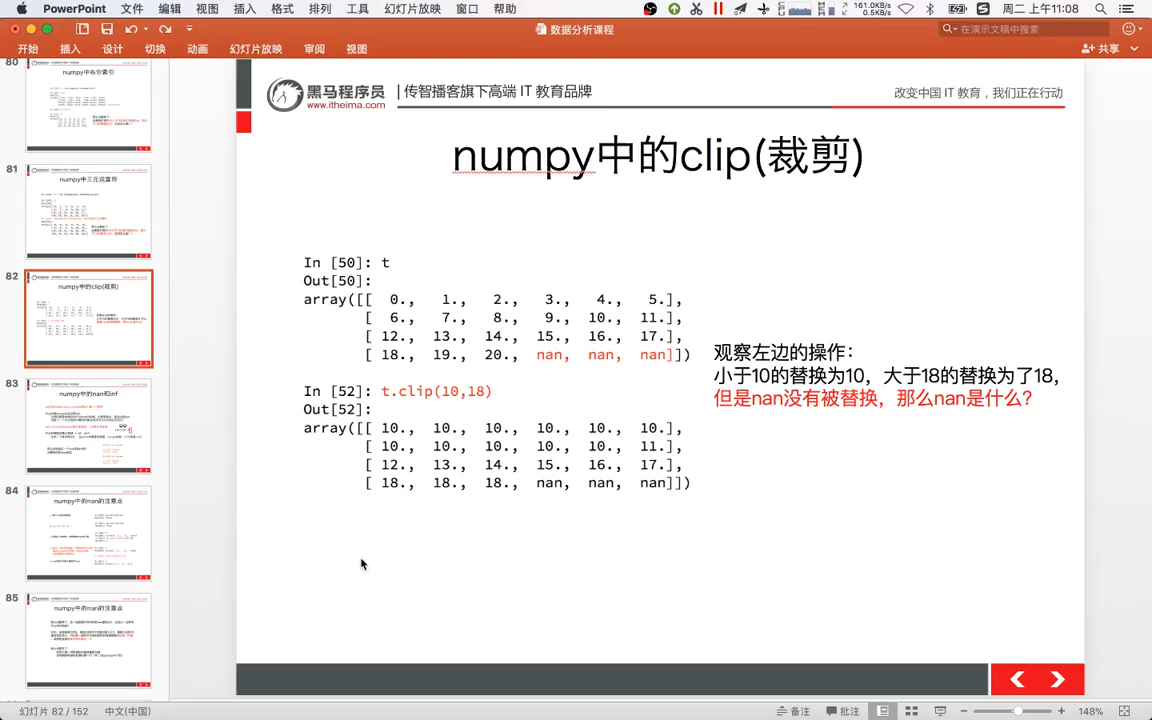 PowerPoint 文件 编辑 视图 插入 格式 排列 工具 幻灯片放映 窗口 帮助 161.0KB/s 0.5KB/s 周二 上午11:08
数据分析课程
在演示文稿中搜索
开始 插入 设计 切换 动画 幻灯片放映 审阅 视图 共享
80
numpy中布尔索引
81
numpy中三元运算符
82
numpy中的clip(裁剪)
83
numpy中的nan和inf
84
numpy中的nan的注意点
85
numpy中的nan的注意点
黑马程序员
www.itheima.com
传智播客旗下高端 IT 教育品牌
改变中国 IT 教育，我们正在行动
numpy中的clip(裁剪)
In [50]: t
Out[50]:
array([[ 0., 1., 2., 3., 4., 5.],
[ 6., 7., 8., 9., 10., 11.],
[ 12., 13., 14., 15., 16., 17.],
[ 18., 19., 20., nan, nan, nan]])
In [52]: t.clip(10,18)
Out[52]:
array([[ 10., 10., 10., 10., 10., 10.],
[ 10., 10., 10., 10., 10., 11.],
[ 12., 13., 14., 15., 16., 17.],
[ 18., 18., 18., nan, nan, nan]])
观察左边的操作：
小于10的替换为10，大于18的替换为了18，
但是nan没有被替换，那么nan是什么？
幻灯片 82 / 152 中文(中国) 备注 批注 148%